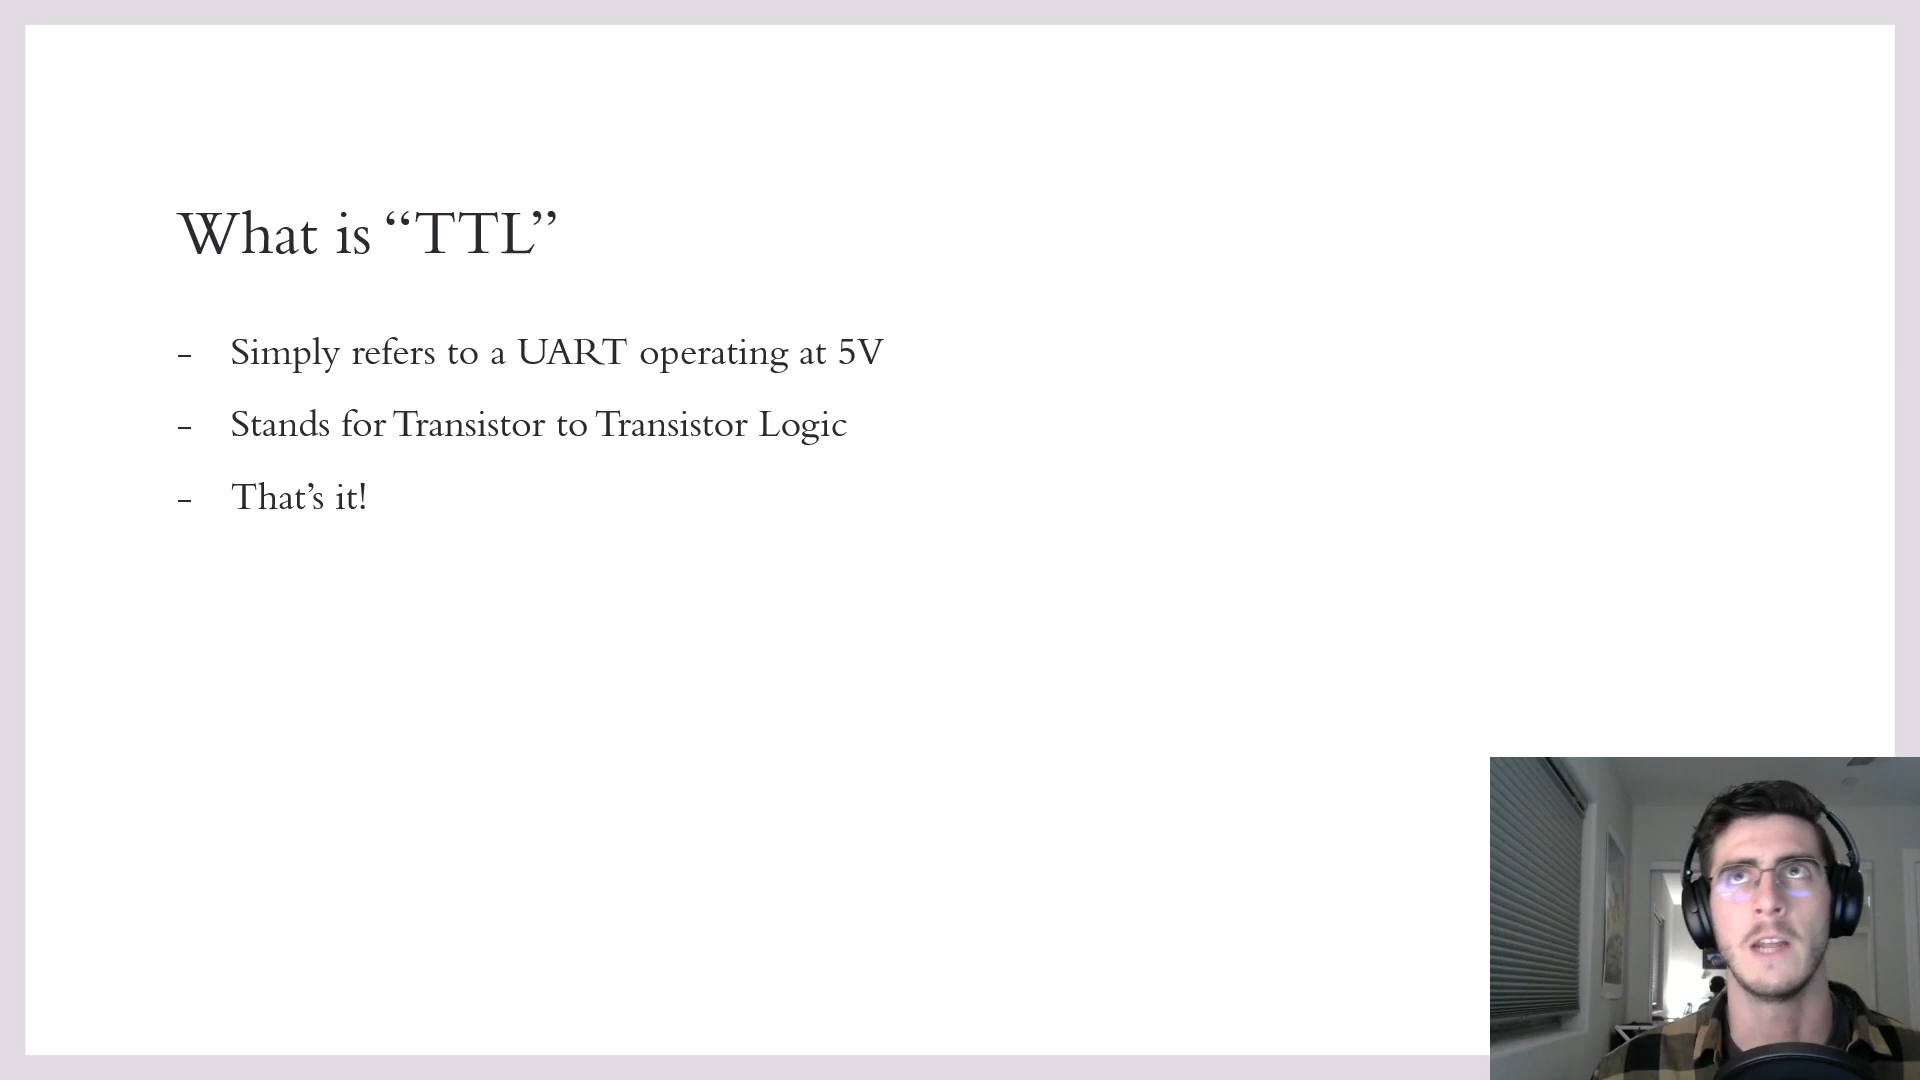 What is “TTL”
- Simply refers to a UART operating at 5V
- Stands for Transistor to Transistor Logic
- That’s it!